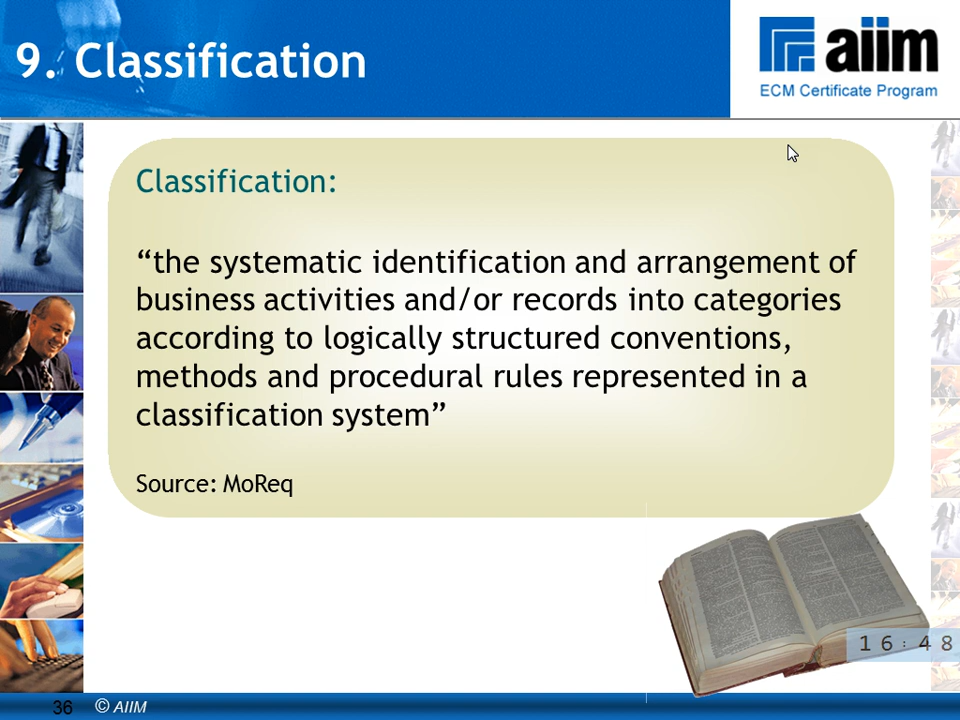 9. Classification
aiim
ECM Certificate Program
Classification:
“the systematic identification and arrangement of
business activities and/or records into categories
according to logically structured conventions,
methods and procedural rules represented in a
classification system”
Source: MoReq
16:48
36
© AIIM